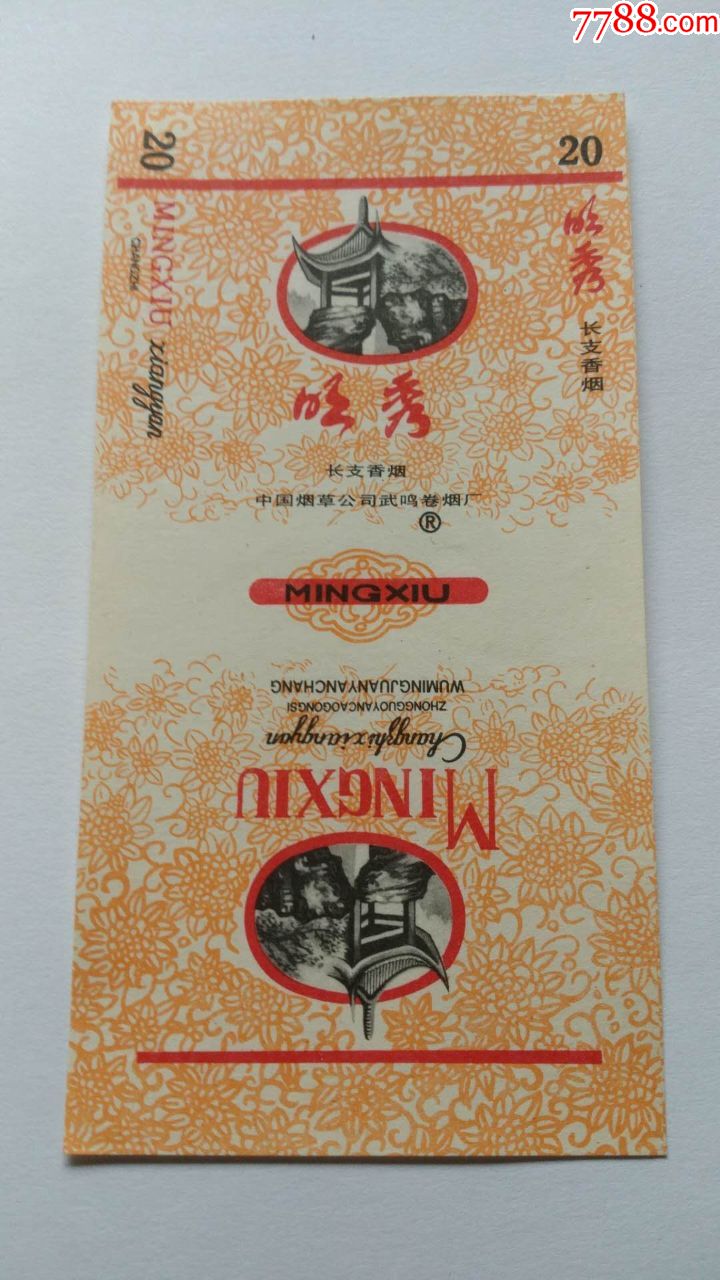 7788.com
20
20
MINGXIU xiangyan
CHANGZHI
明秀
长支香烟
明秀
长支香烟
中国烟草公司武鸣卷烟厂
®
MINGXIU
WUMINGJUANYANCHANG
ZHONGGUOYANCAOGONGSI
Changzhixiangyan
MINGXIU